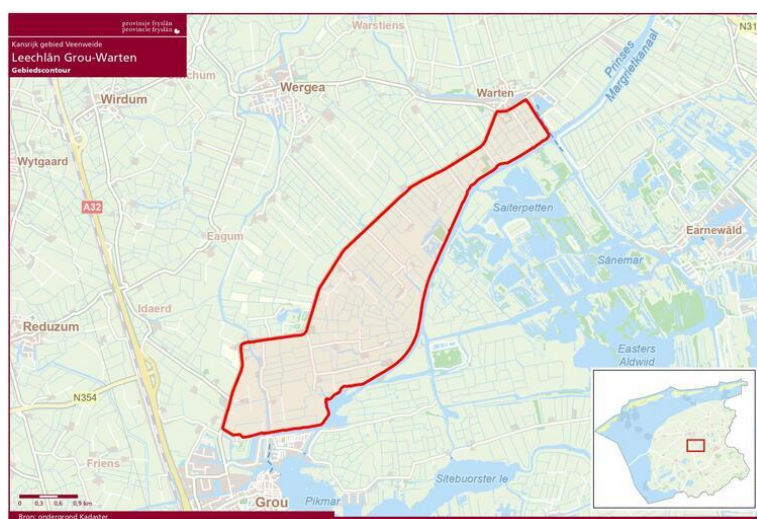 provinsje fryslân
provincie fryslân
Kansrijk gebied Veenweide
Leechlân Grou-Warten
Gebiedscontour
Warstiens
N31
Prinses
Margrietkanaal
Wirdum
Wergea
Warten
Wytgaard
A32
Saiterpetten
Earnewâld
Eagum
Sânemar
Idaerd
Reduzum
Easters
Aldwiid
N354
Friens
Grou
Pikmar
Sitebuorster Ie
0 0,3 0,6 0,9 km
Bron: ondergrond Kadaster